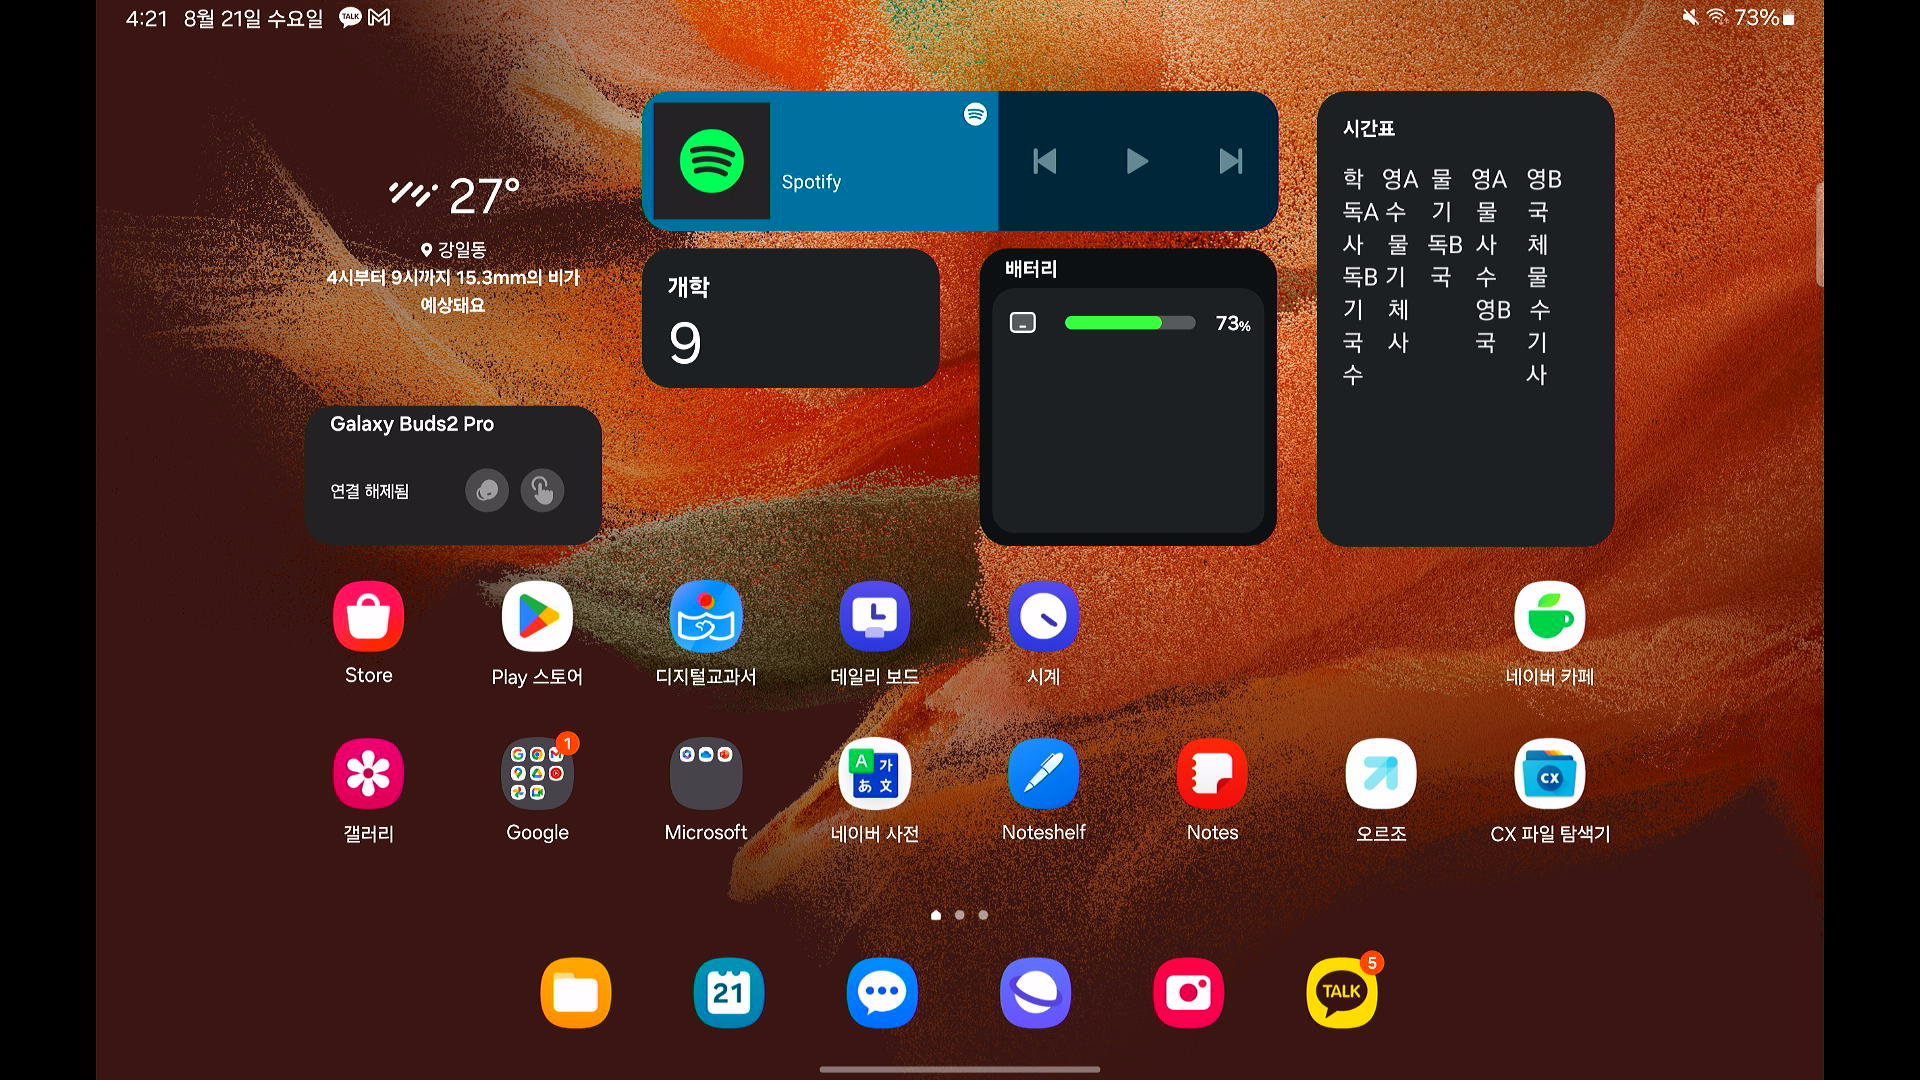 4:21 8월 21일 수요일 TALK
73%
27°
강일동
4시부터 9시까지 15.3mm의 비가
예상돼요
Spotify
개학
9
배터리
73%
시간표
학 영A 물 영A 영B
독A 수 기 물 국
사 물 독B 사 체
독B 기 국 수 물
기 체 영B 수
국 사 국 기
수 사
Galaxy Buds2 Pro
연결 해제됨
Store
Play 스토어
디지털교과서
데일리 보드
시계
네이버 카페
1
A 가
あ 文
CX
갤러리
Google
Microsoft
네이버 사전
Noteshelf
Notes
오르조
CX 파일 탐색기
21
TALK
5